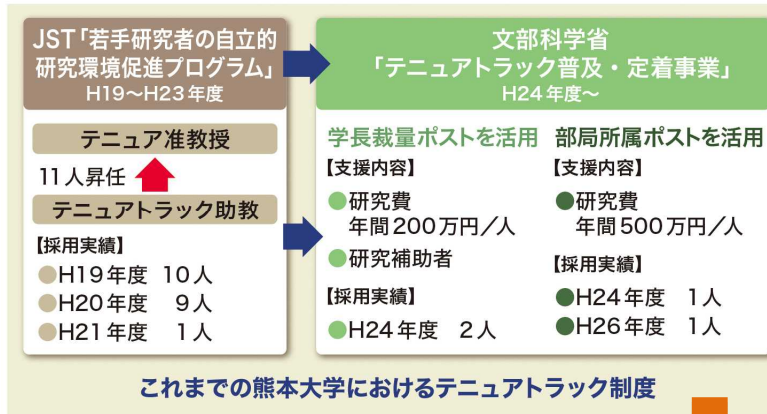 JST「若手研究者の自立的
研究環境促進プログラム」
H19〜H23年度
テニュア准教授
11人昇任
テニュアトラック助教
【採用実績】
●H19年度 10人
●H20年度 9人
●H21年度 1人
文部科学省
「テニュアトラック普及・定着事業」
H24年度〜
学長裁量ポストを活用
【支援内容】
●研究費
年間200万円／人
●研究補助者
【採用実績】
●H24年度 2人
部局所属ポストを活用
【支援内容】
●研究費
年間500万円／人
【採用実績】
●H24年度 1人
●H26年度 1人
これまでの熊本大学におけるテニュアトラック制度